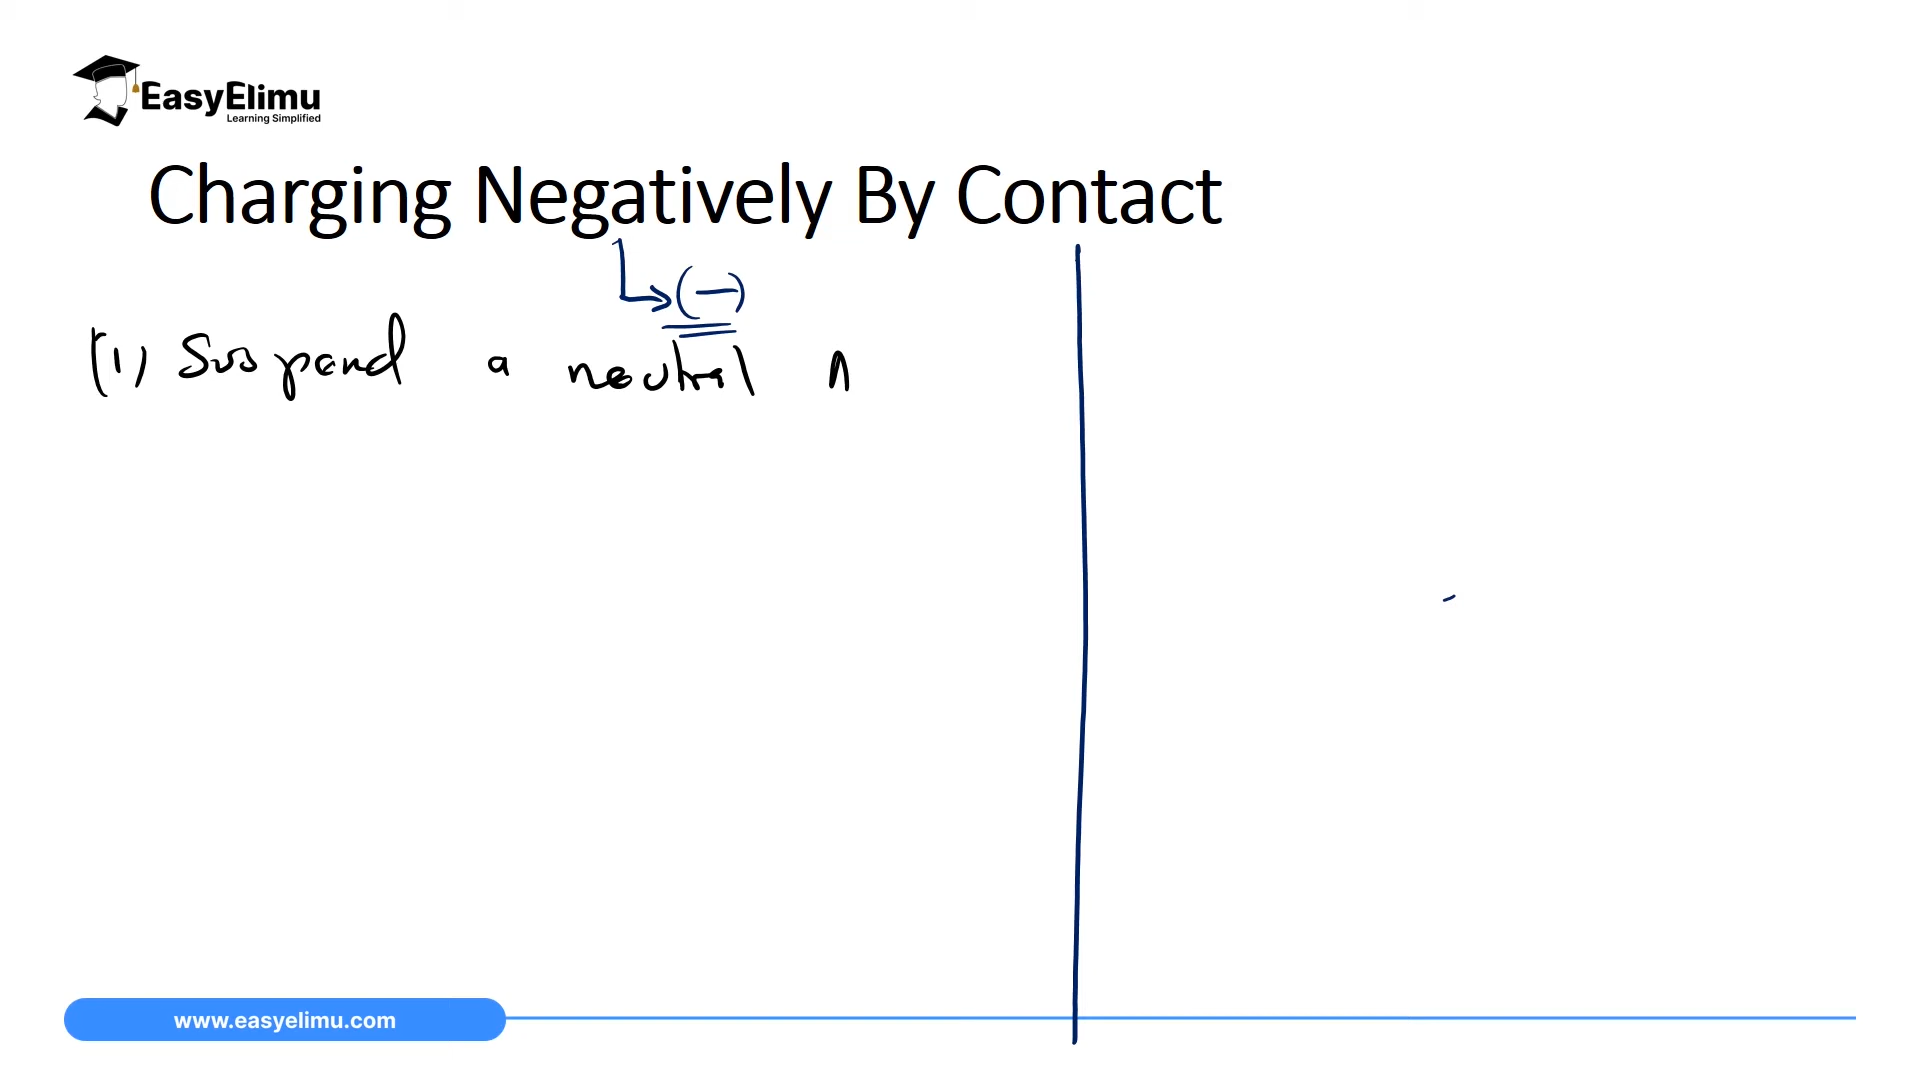 EasyElimu
Learning Simplified
Charging Negatively By Contact
(-)
(1) Suspend a neutral
www.easyelimu.com